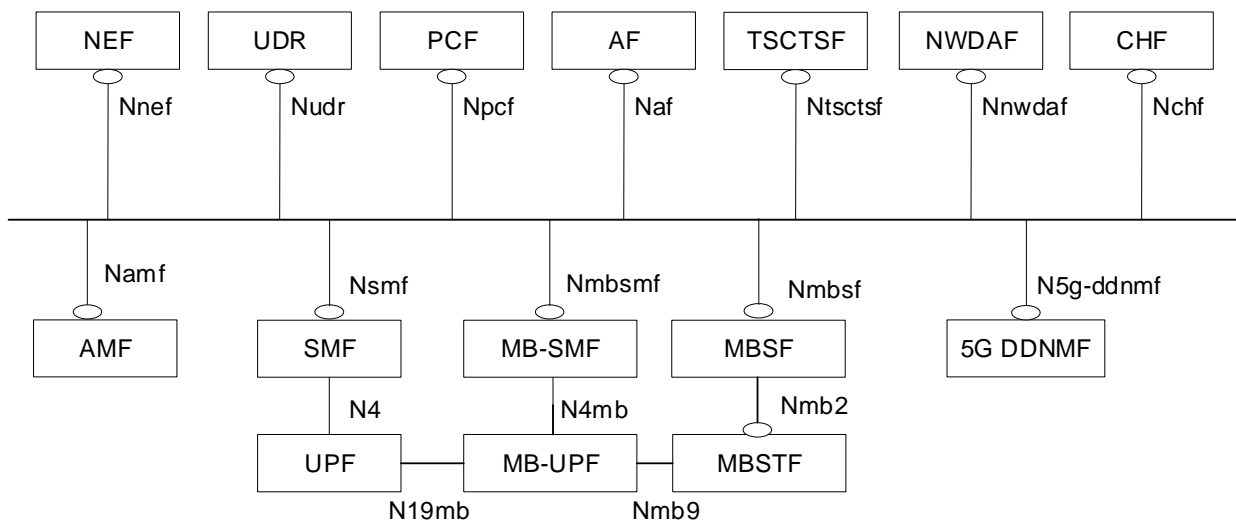 NEF UDR PCF AF TSCTSF NWDAF CHF
Nnef Nudr Npcf Naf Ntsctsf Nnwdaf Nchf
Namf Nsmf Nmbsmf Nmbsf N5g-ddnmf
AMF SMF MB-SMF MBSF 5G DDNMF
N4 N4mb Nmb2
UPF MB-UPF MBSTF
N19mb Nmb9